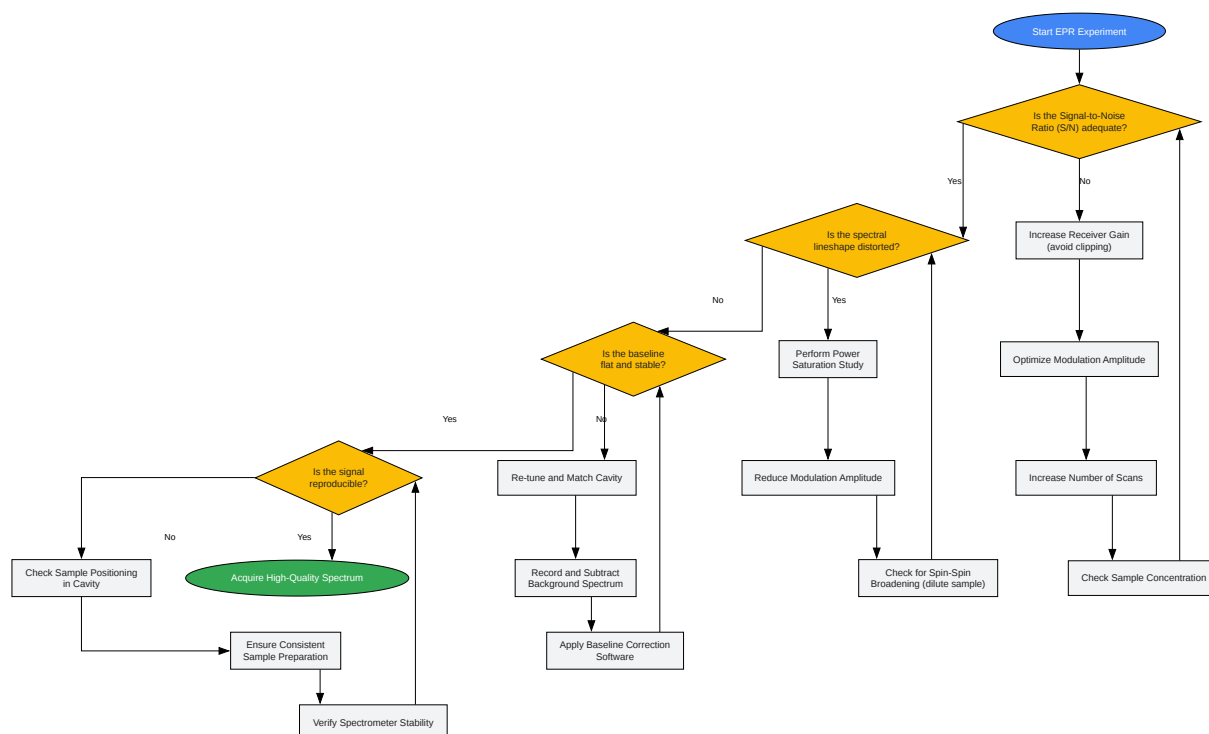 Start EPR Experiment
Is the Signal-to-Noise
Ratio (S/N) adequate?
Yes
No
Is the spectral
lineshape distorted?
Increase Receiver Gain
(avoid clipping)
No
Yes
Is the baseline
flat and stable?
Perform Power
Saturation Study
Optimize Modulation Amplitude
Yes
No
Is the signal
reproducible?
Re-tune and Match Cavity
Reduce Modulation Amplitude
Increase Number of Scans
No
Yes
Check Sample Positioning
in Cavity
Acquire High-Quality Spectrum
Record and Subtract
Background Spectrum
Check for Spin-Spin
Broadening (dilute sample)
Check Sample Concentration
Ensure Consistent
Sample Preparation
Apply Baseline Correction
Software
Verify Spectrometer Stability